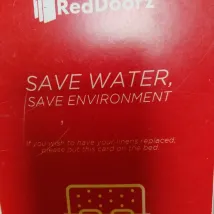 RedDoorz
SAVE WATER,
SAVE ENVIRONMENT
If you wish to have your linens replaced,
please put this card on the bed.